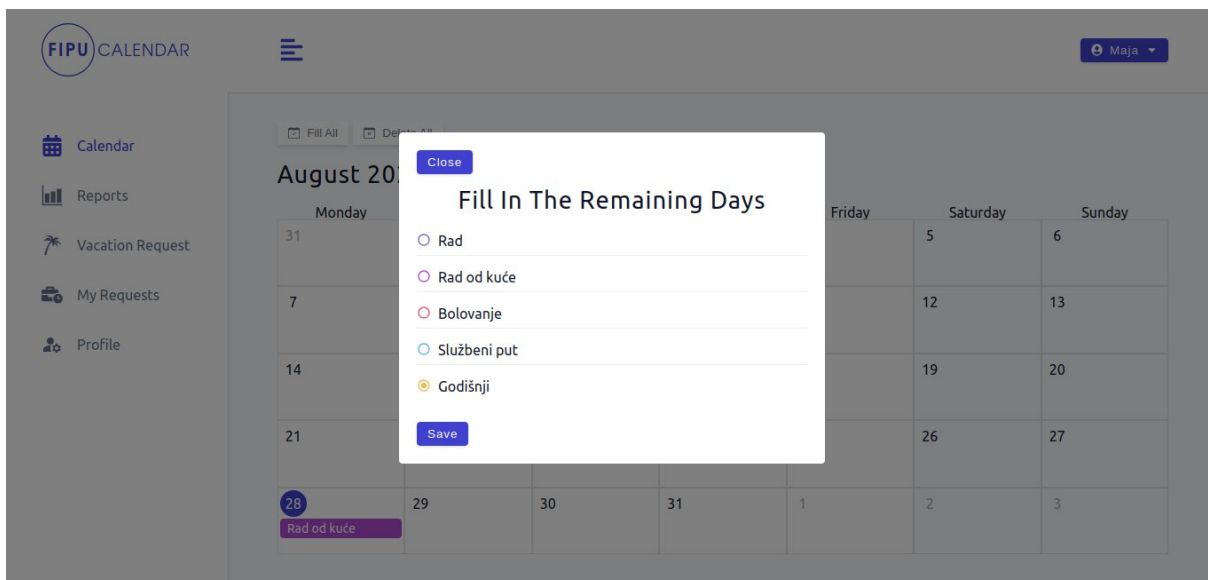 FIPU CALENDAR
Maja
Calendar
Reports
Vacation Request
My Requests
Profile
Fill All
August
Monday Friday Saturday Sunday
31 5 6
7 12 13
14 19 20
21 26 27
28 29 30 31 1 2 3
Rad od kuće
Close
Fill In The Remaining Days
Rad
Rad od kuće
Bolovanje
Službeni put
Godišnji
Save